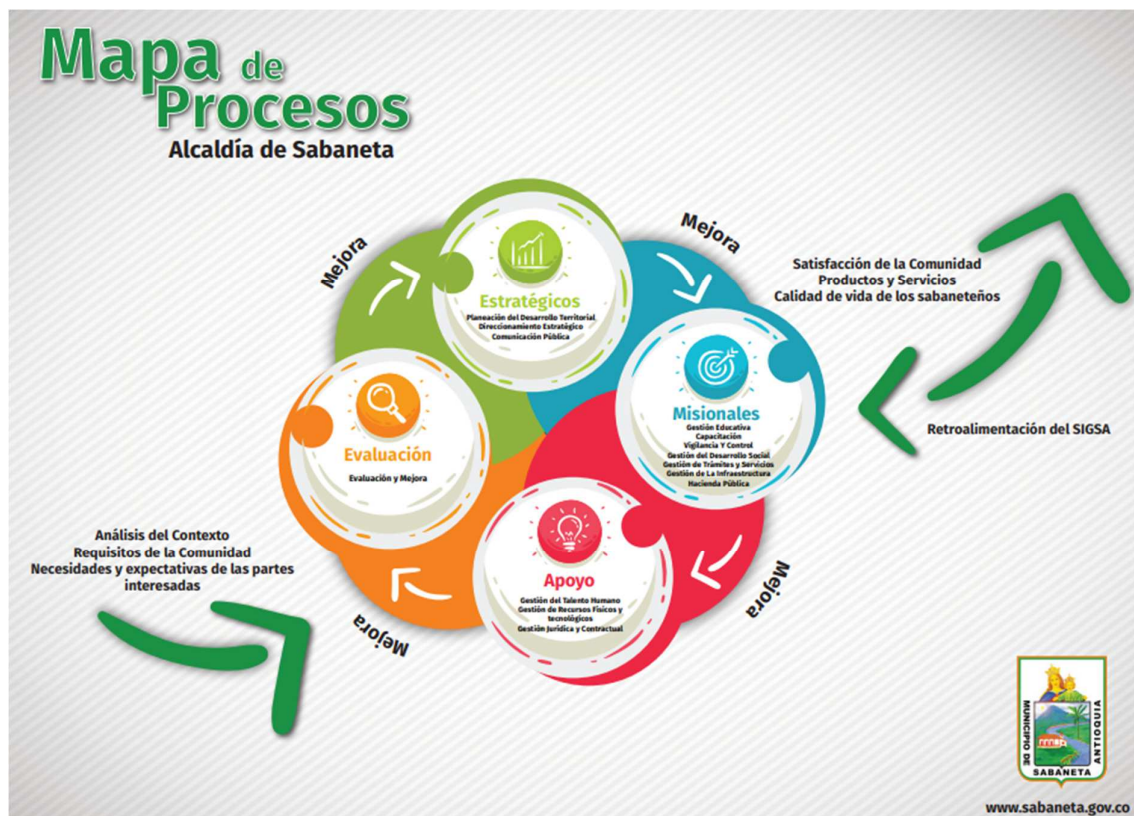 Mapa de
Procesos
Alcaldía de Sabaneta
Mejora
Mejora
Estratégicos
Planeación del Desarrollo Territorial
Direccionamiento Estratégico
Comunicación Pública
Satisfacción de la Comunidad
Productos y Servicios
Calidad de vida de los sabaneteños
Misionales
Gestión Educativa
Capacitación
Vigilancia Y Control
Gestión del Desarrollo Social
Gestión de Trámites y Servicios
Gestión de La Infraestructura
Hacienda Pública
Retroalimentación del SIGSA
Evaluación
Evaluación y Mejora
Análisis del Contexto
Requisitos de la Comunidad
Necesidades y expectativas de las partes
interesadas
Apoyo
Gestión del Talento Humano
Gestión de Recursos Físicos y
tecnológicos
Gestión Jurídica y Contractual
Mejora
Mejora
MUNICIPIO DE
SABANETA
ANTIOQUIA
www.sabaneta.gov.co